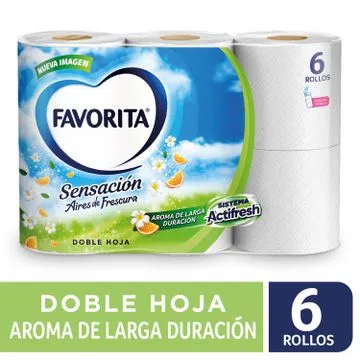 NUEVA IMAGEN
6
ROLLOS
FAVORITA®
Sensación
Aires de Frescura
AROMA DE LARGA
DURACIÓN
SISTEMA
Actifresh
DOBLE HOJA
DOBLE HOJA
AROMA DE LARGA DURACIÓN
6
ROLLOS